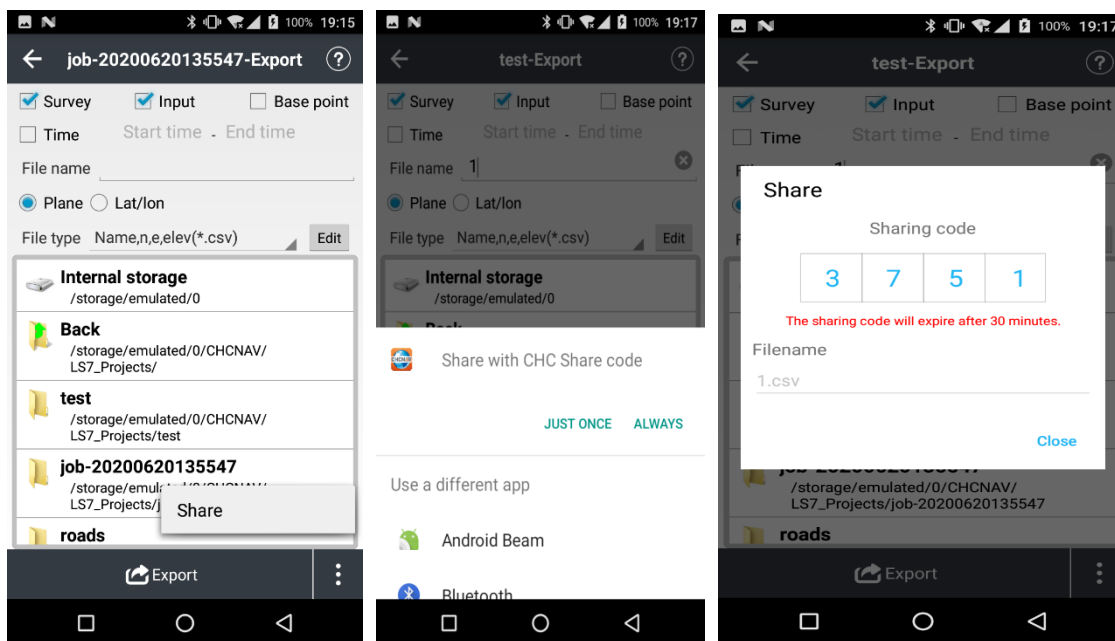 100% 19:15
job-20200620135547-Export ?
Survey Input Base point
Time Start time - End time
File name
Plane Lat/lon
File type Name,n,e,elev(*.csv) Edit
Internal storage
/storage/emulated/0
Back
/storage/emulated/0/CHCNAV/
LS7_Projects/
test
/storage/emulated/0/CHCNAV/
LS7_Projects/test
job-20200620135547
LS7_Projects/j
Share
roads
Export
100% 19:17
test-Export ?
Survey Input Base point
Time Start time - End time
File name 1
Plane Lat/lon
File type Name,n,e,elev(*.csv) Edit
Internal storage
/storage/emulated/0
Back
Share with CHC Share code
JUST ONCE ALWAYS
Use a different app
Android Beam
Bluetooth
100% 19:17
test-Export ?
Survey Input Base point
Time Start time - End time
Share
Sharing code
3 7 5 1
The sharing code will expire after 30 minutes.
Filename
1.csv
Close
job-20200620135547
/storage/emulated/0/CHCNAV/
LS7_Projects/job-20200620135547
roads
Export